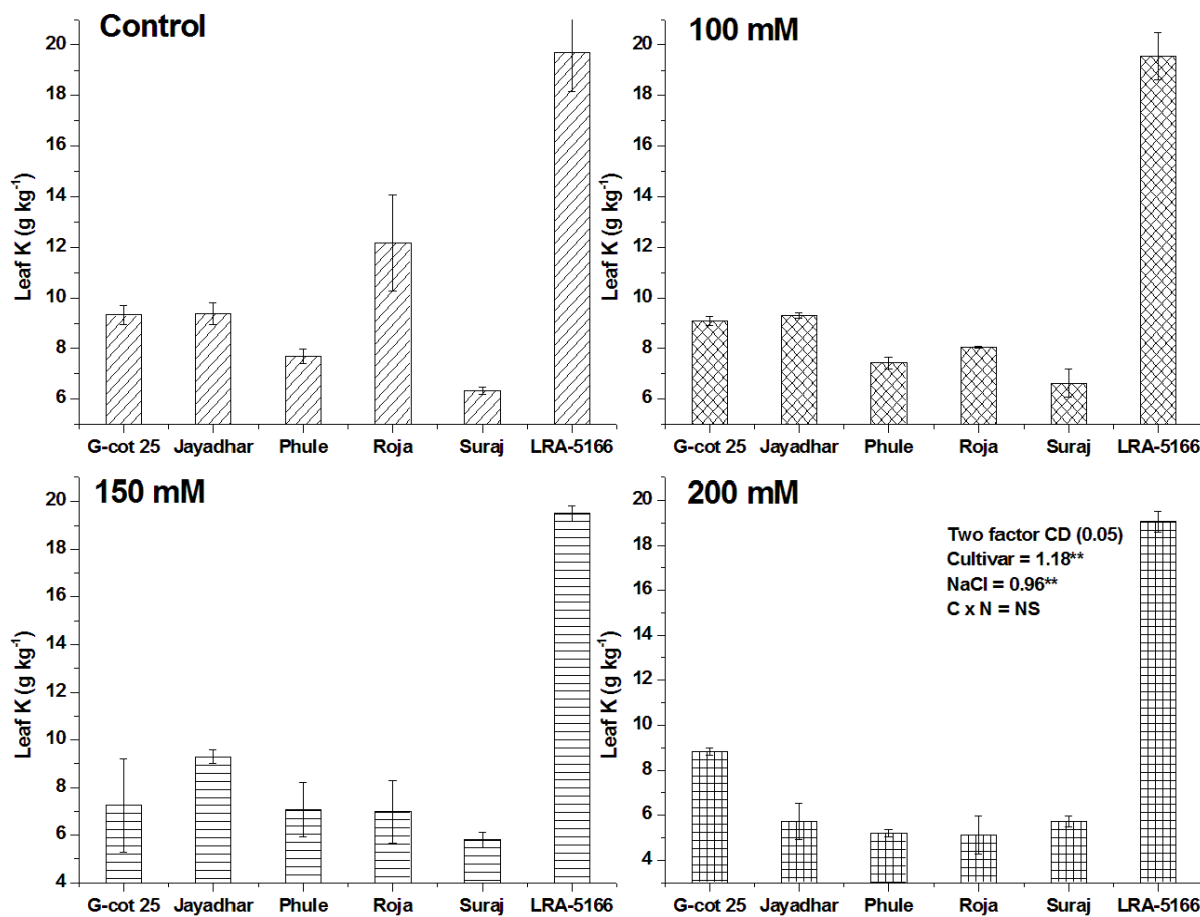 Control
20
18
16
14
12
10
8
6
Leaf K (g kg-1)
G-cot 25 Jayadhar Phule Roja Suraj LRA-5166
100 mM
20
18
16
14
12
10
8
6
Leaf K (g kg-1)
G-cot 25 Jayadhar Phule Roja Suraj LRA-5166
150 mM
20
18
16
14
12
10
8
6
4
Leaf K (g kg-1)
G-cot 25 Jayadhar Phule Roja Suraj LRA-5166
200 mM
20
18
16
14
12
10
8
6
4
Leaf K (g kg-1)
Two factor CD (0.05)
Cultivar = 1.18**
NaCl = 0.96**
C x N = NS
G-cot 25 Jayadhar Phule Roja Suraj LRA-5166